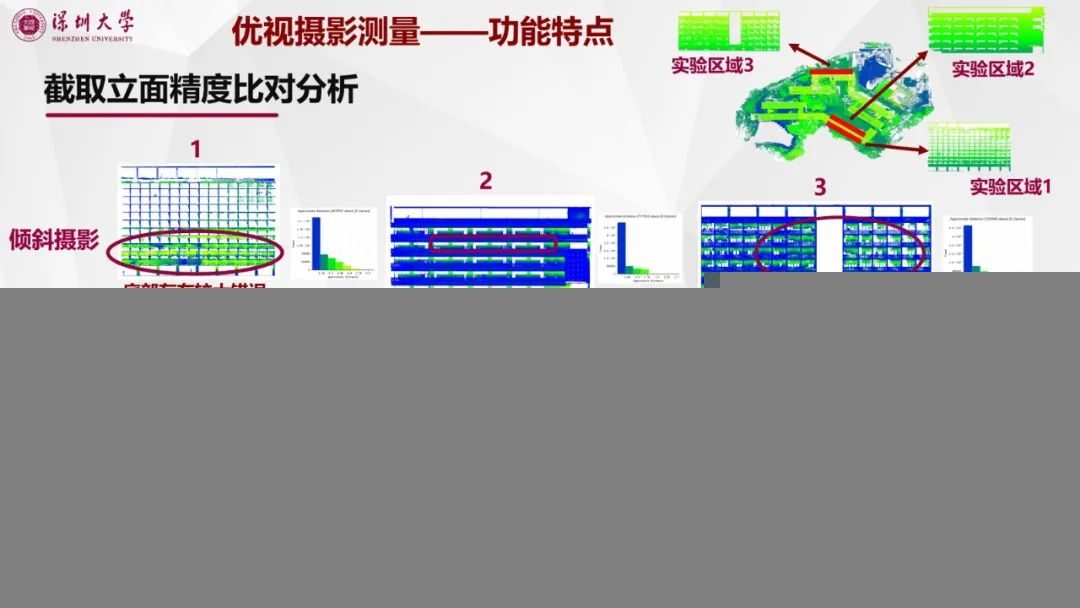 深圳大学
SHENZHEN UNIVERSITY
优视摄影测量——功能特点
截取立面精度比对分析
实验区域3
实验区域2
实验区域1
1
2
3
倾斜摄影